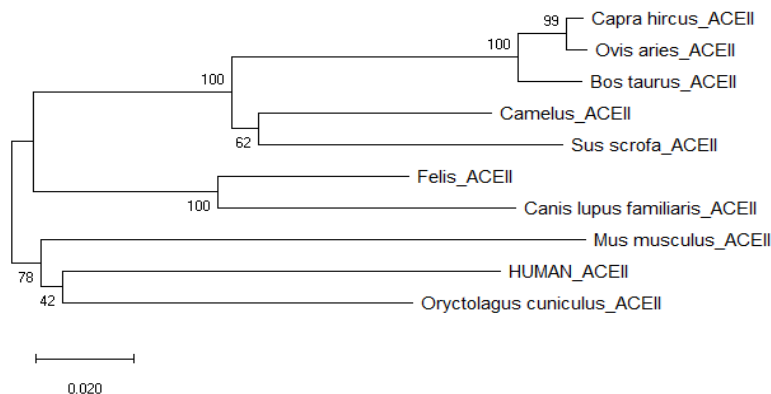 99
Capra hircus_ACEII
100
Ovis aries_ACEII
Bos taurus_ACEII
100
Camelus_ACEII
62
Sus scrofa_ACEII
Felis_ACEII
100
Canis lupus familiaris_ACEII
Mus musculus_ACEII
78
HUMAN_ACEII
42
Oryctolagus cuniculus_ACEII
0.020